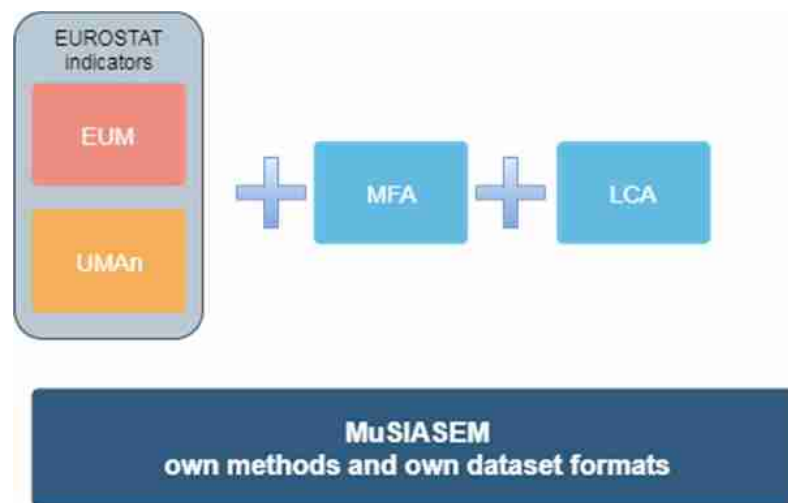 EUROSTAT
indicators
EUM
UMAn
MFA
LCA
MuSIASEM
own methods and own dataset formats